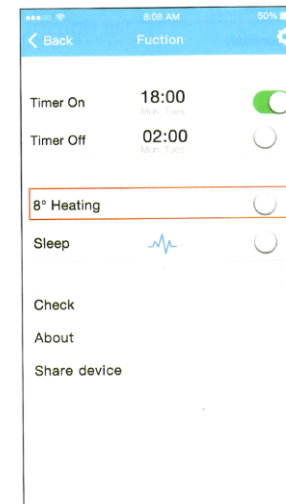 8:08 AM 50%
Back Fuction
Timer On 18:00
Mon. Tues
Timer Off 02:00
Mon. Tues
8° Heating
Sleep
Check
About
Share device